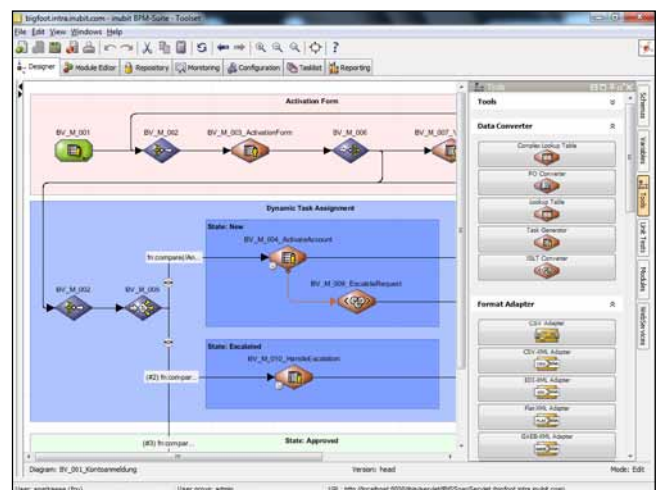 bigfoot.intra.inubit.com - inubit BPM-Suite - Toolset
File Edit View Windows Help
Designer Module Editor Repository Monitoring Configuration Tasklist Reporting
Activation Form
BV_M_001 BV_M_002 BV_M_003_ActivationForm BV_M_006 BV_M_007
Dynamic Task Assignment
State: New
BV_M_004_ActivateAccount
fn:compare(/An...
BV_M_009_EscalateRequest
BV_M_002 BV_M_005
State: Escalated
BV_M_010_HandleEscalation
(#2) fn:compar...
(#3) fn:compar...
State: Approved
Diagram: BV_001_Kontoanmeldung Version: head Mode: Edit
Tools
Tools
Data Converter
Complex Lookup Table
Lookup Table
Task Generator
XSLT Converter
Format Adapter
CSV Adapter
CSV-XML Adapter
EDI-XML Adapter
Flat-XML Adapter
Schemas
Variables
Tools
Unit Tests
Modules
WebServices